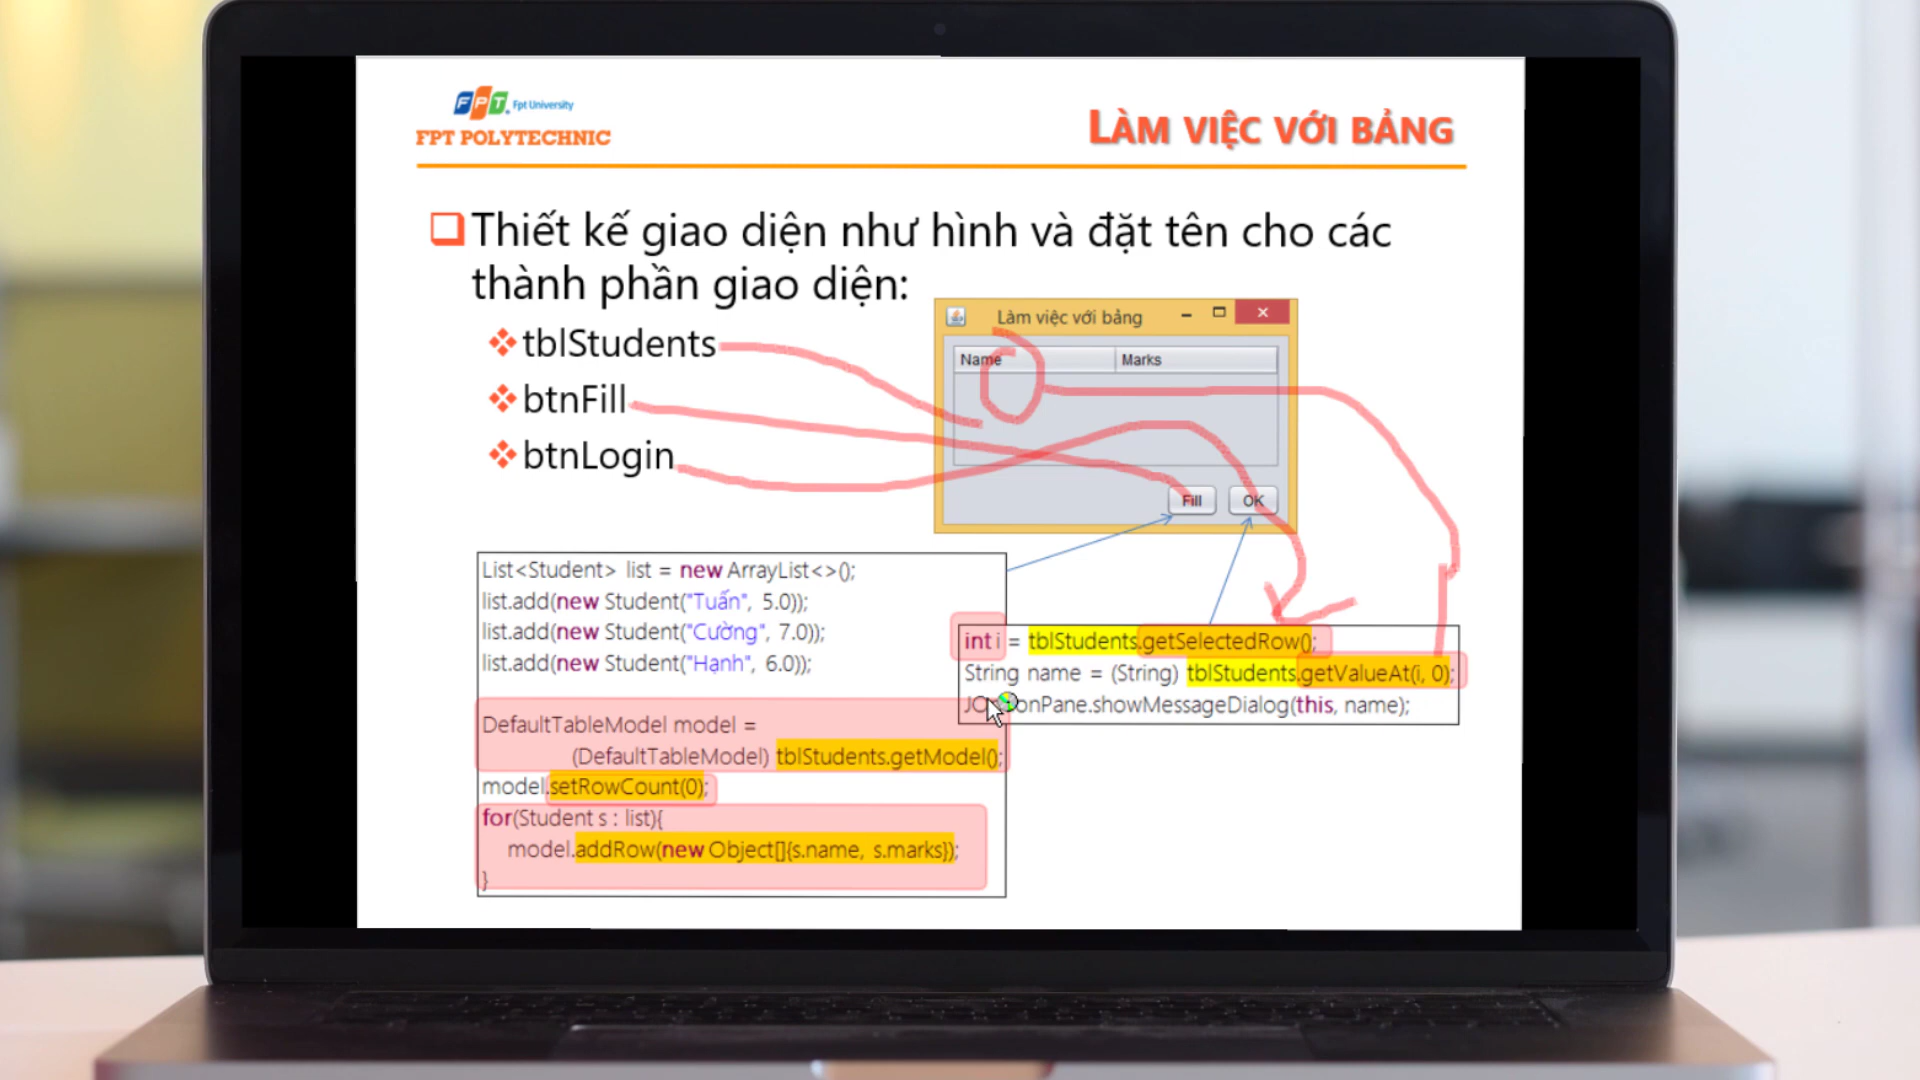 FPT. Fpt University
FPT POLYTECHNIC
LÀM VIỆC VỚI BẢNG
Thiết kế giao diện như hình và đặt tên cho các
thành phần giao diện:
tblStudents
btnFill
btnLogin
Làm việc với bảng
Name Marks
Fill OK
List<Student> list = new ArrayList<>();
list.add(new Student("Tuấn", 5.0));
list.add(new Student("Cường", 7.0));
list.add(new Student("Hạnh", 6.0));
DefaultTableModel model =
(DefaultTableModel) tblStudents.getModel();
model.setRowCount(0);
for(Student s : list){
model.addRow(new Object[]{s.name, s.marks});
}
int i = tblStudents.getSelectedRow();
String name = (String) tblStudents.getValueAt(i, 0);
.showMessageDialog(this, name);